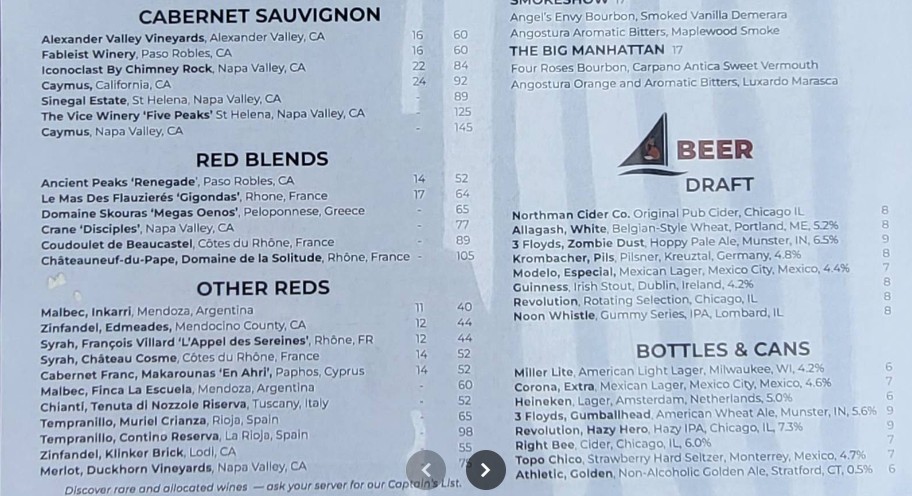 CABERNET SAUVIGNON
Alexander Valley Vineyards, Alexander Valley, CA 16 60
Fableist Winery, Paso Robles, CA 16 60
Iconoclast By Chimney Rock, Napa Valley, CA 22 84
Caymus, California, CA 24 92
Sinegal Estate, St Helena, Napa Valley, CA - 89
The Vice Winery 'Five Peaks' St Helena, Napa Valley, CA - 125
Caymus, Napa Valley, CA - 145
RED BLENDS
Ancient Peaks 'Renegade', Paso Robles, CA 14 52
Le Mas Des Flauzierés 'Gigondas', Rhone, France 17 64
Domaine Skouras 'Megas Oenos', Peloponnese, Greece - 65
Crane 'Disciples', Napa Valley, CA - 77
Coudoulet de Beaucastel, Côtes du Rhône, France - 89
Châteauneuf-du-Pape, Domaine de la Solitude, Rhône, France - 105
OTHER REDS
Malbec, Inkarri, Mendoza, Argentina 11 40
Zinfandel, Edmeades, Mendocino County, CA 12 44
Syrah, François Villard 'L'Appel des Sereines', Rhône, FR 12 44
Syrah, Château Cosme, Côtes du Rhône, France 14 52
Cabernet Franc, Makarounas 'En Ahri', Paphos, Cyprus 14 52
Malbec, Finca La Escuela, Mendoza, Argentina - 60
Chianti, Tenuta di Nozzole Riserva, Tuscany, Italy - 52
Tempranillo, Muriel Crianza, Rioja, Spain - 65
Tempranillo, Contino Reserva, La Rioja, Spain - 98
Zinfandel, Klinker Brick, Lodi, CA 55
Merlot, Duckhorn Vineyards, Napa Valley, CA
Discover rare and allocated wines — ask your server for our Captain's List.
SMOKESHOW 17
Angel's Envy Bourbon, Smoked Vanilla Demerara
Angostura Aromatic Bitters, Maplewood Smoke
THE BIG MANHATTAN 17
Four Roses Bourbon, Carpano Antica Sweet Vermouth
Angostura Orange and Aromatic Bitters, Luxardo Marasca
BEER
DRAFT
Northman Cider Co. Original Pub Cider, Chicago IL 8
Allagash, White, Belgian-Style Wheat, Portland, ME, 5.2% 8
3 Floyds, Zombie Dust, Hoppy Pale Ale, Munster, IN, 6.5% 9
Krombacher, Pils, Pilsner, Kreuztal, Germany, 4.8% 8
Modelo, Especial, Mexican Lager, Mexico City, Mexico, 4.4% 7
Guinness, Irish Stout, Dublin, Ireland, 4.2% 8
Revolution, Rotating Selection, Chicago, IL 8
Noon Whistle, Gummy Series, IPA, Lombard, IL 8
BOTTLES & CANS
Miller Lite, American Light Lager, Milwaukee, WI, 4.2% 6
Corona, Extra, Mexican Lager, Mexico City, Mexico, 4.6% 7
Heineken, Lager, Amsterdam, Netherlands, 5.0% 6
3 Floyds, Gumballhead, American Wheat Ale, Munster, IN, 5.6% 9
Revolution, Hazy Hero, Hazy IPA, Chicago, IL, 7.3% 9
Right Bee, Cider, Chicago, IL, 6.0% 7
Topo Chico, Strawberry Hard Seltzer, Monterrey, Mexico, 4.7% 7
Athletic, Golden, Non-Alcoholic Golden Ale, Stratford, CT, 0.5% 6